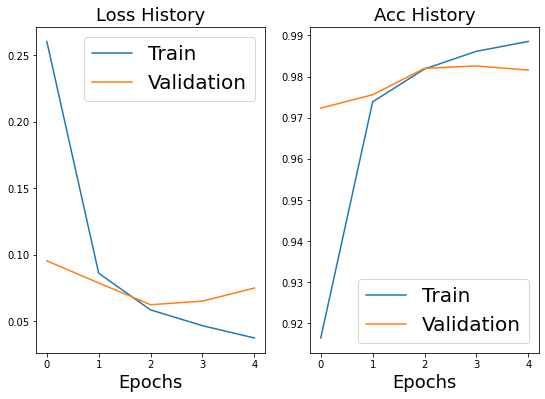 Loss History
0.25
0.20
0.15
0.10
0.05
Train
Validation
0 1 2 3 4
Epochs
Acc History
0.99
0.98
0.97
0.96
0.95
0.94
0.93
0.92
Train
Validation
0 1 2 3 4
Epochs